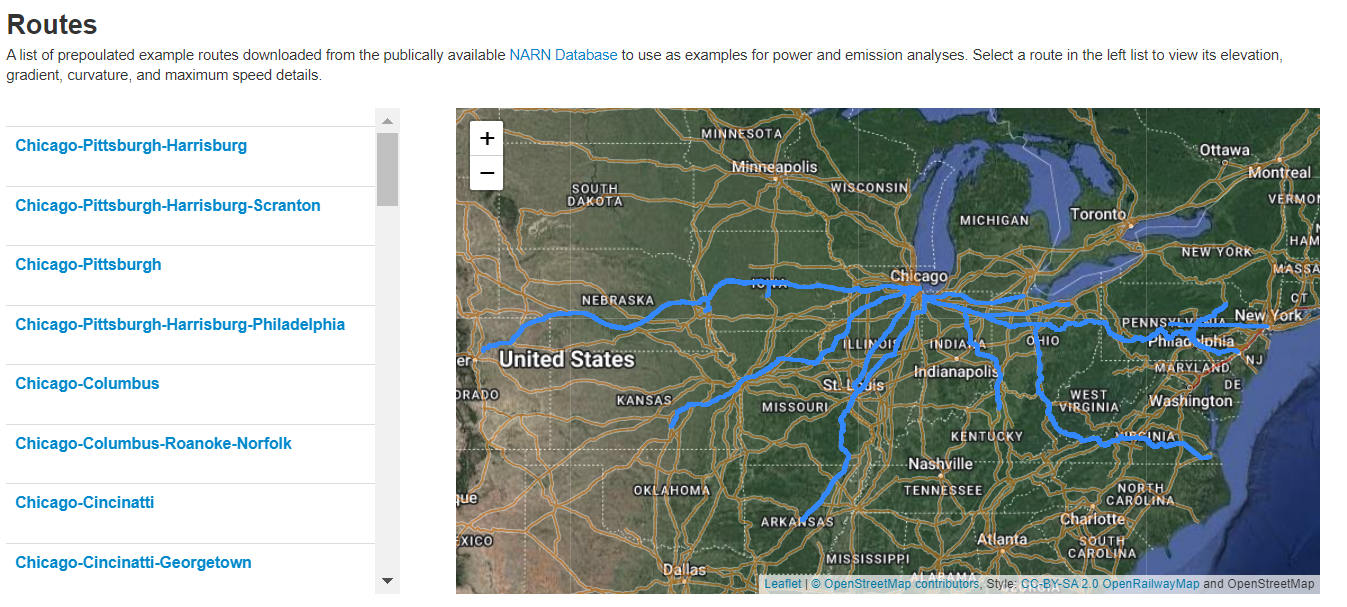 Routes
A list of prepoulated example routes downloaded from the publically available NARN Database to use as examples for power and emission analyses. Select a route in the left list to view its elevation,
gradient, curvature, and maximum speed details.
Chicago-Pittsburgh-Harrisburg
Chicago-Pittsburgh-Harrisburg-Scranton
Chicago-Pittsburgh
Chicago-Pittsburgh-Harrisburg-Philadelphia
Chicago-Columbus
Chicago-Columbus-Roanoke-Norfolk
Chicago-Cincinatti
Chicago-Cincinatti-Georgetown
+
−
MINNESOTA
Minneapolis
SOUTH
DAKOTA
WISCONSIN
MICHIGAN
Ottawa
Montreal
VERMO
Toronto
NEW YORK
HAM
MASSA
CT
Chicago
IOWA
NEBRASKA
PENNSYLVANIA
New York
Philadelphia
NJ
er
United States
ILLINOIS
INDIANA
OHIO
Indianapolis
MARYLAND
DE
Washington
ORADO
KANSAS
St. Louis
MISSOURI
WEST
VIRGINIA
VIRGINIA
KENTUCKY
Nashville
TENNESSEE
OKLAHOMA
que
EXICO
ARKANSAS
NORTH
CAROLINA
Charlotte
Atlanta
SOUTH
CAROLINA
MISSISSIPPI
ALABAMA
GEORGIA
Dallas
Leaflet | © OpenStreetMap contributors, Style: CC-BY-SA 2.0 OpenRailwayMap and OpenStreetMap